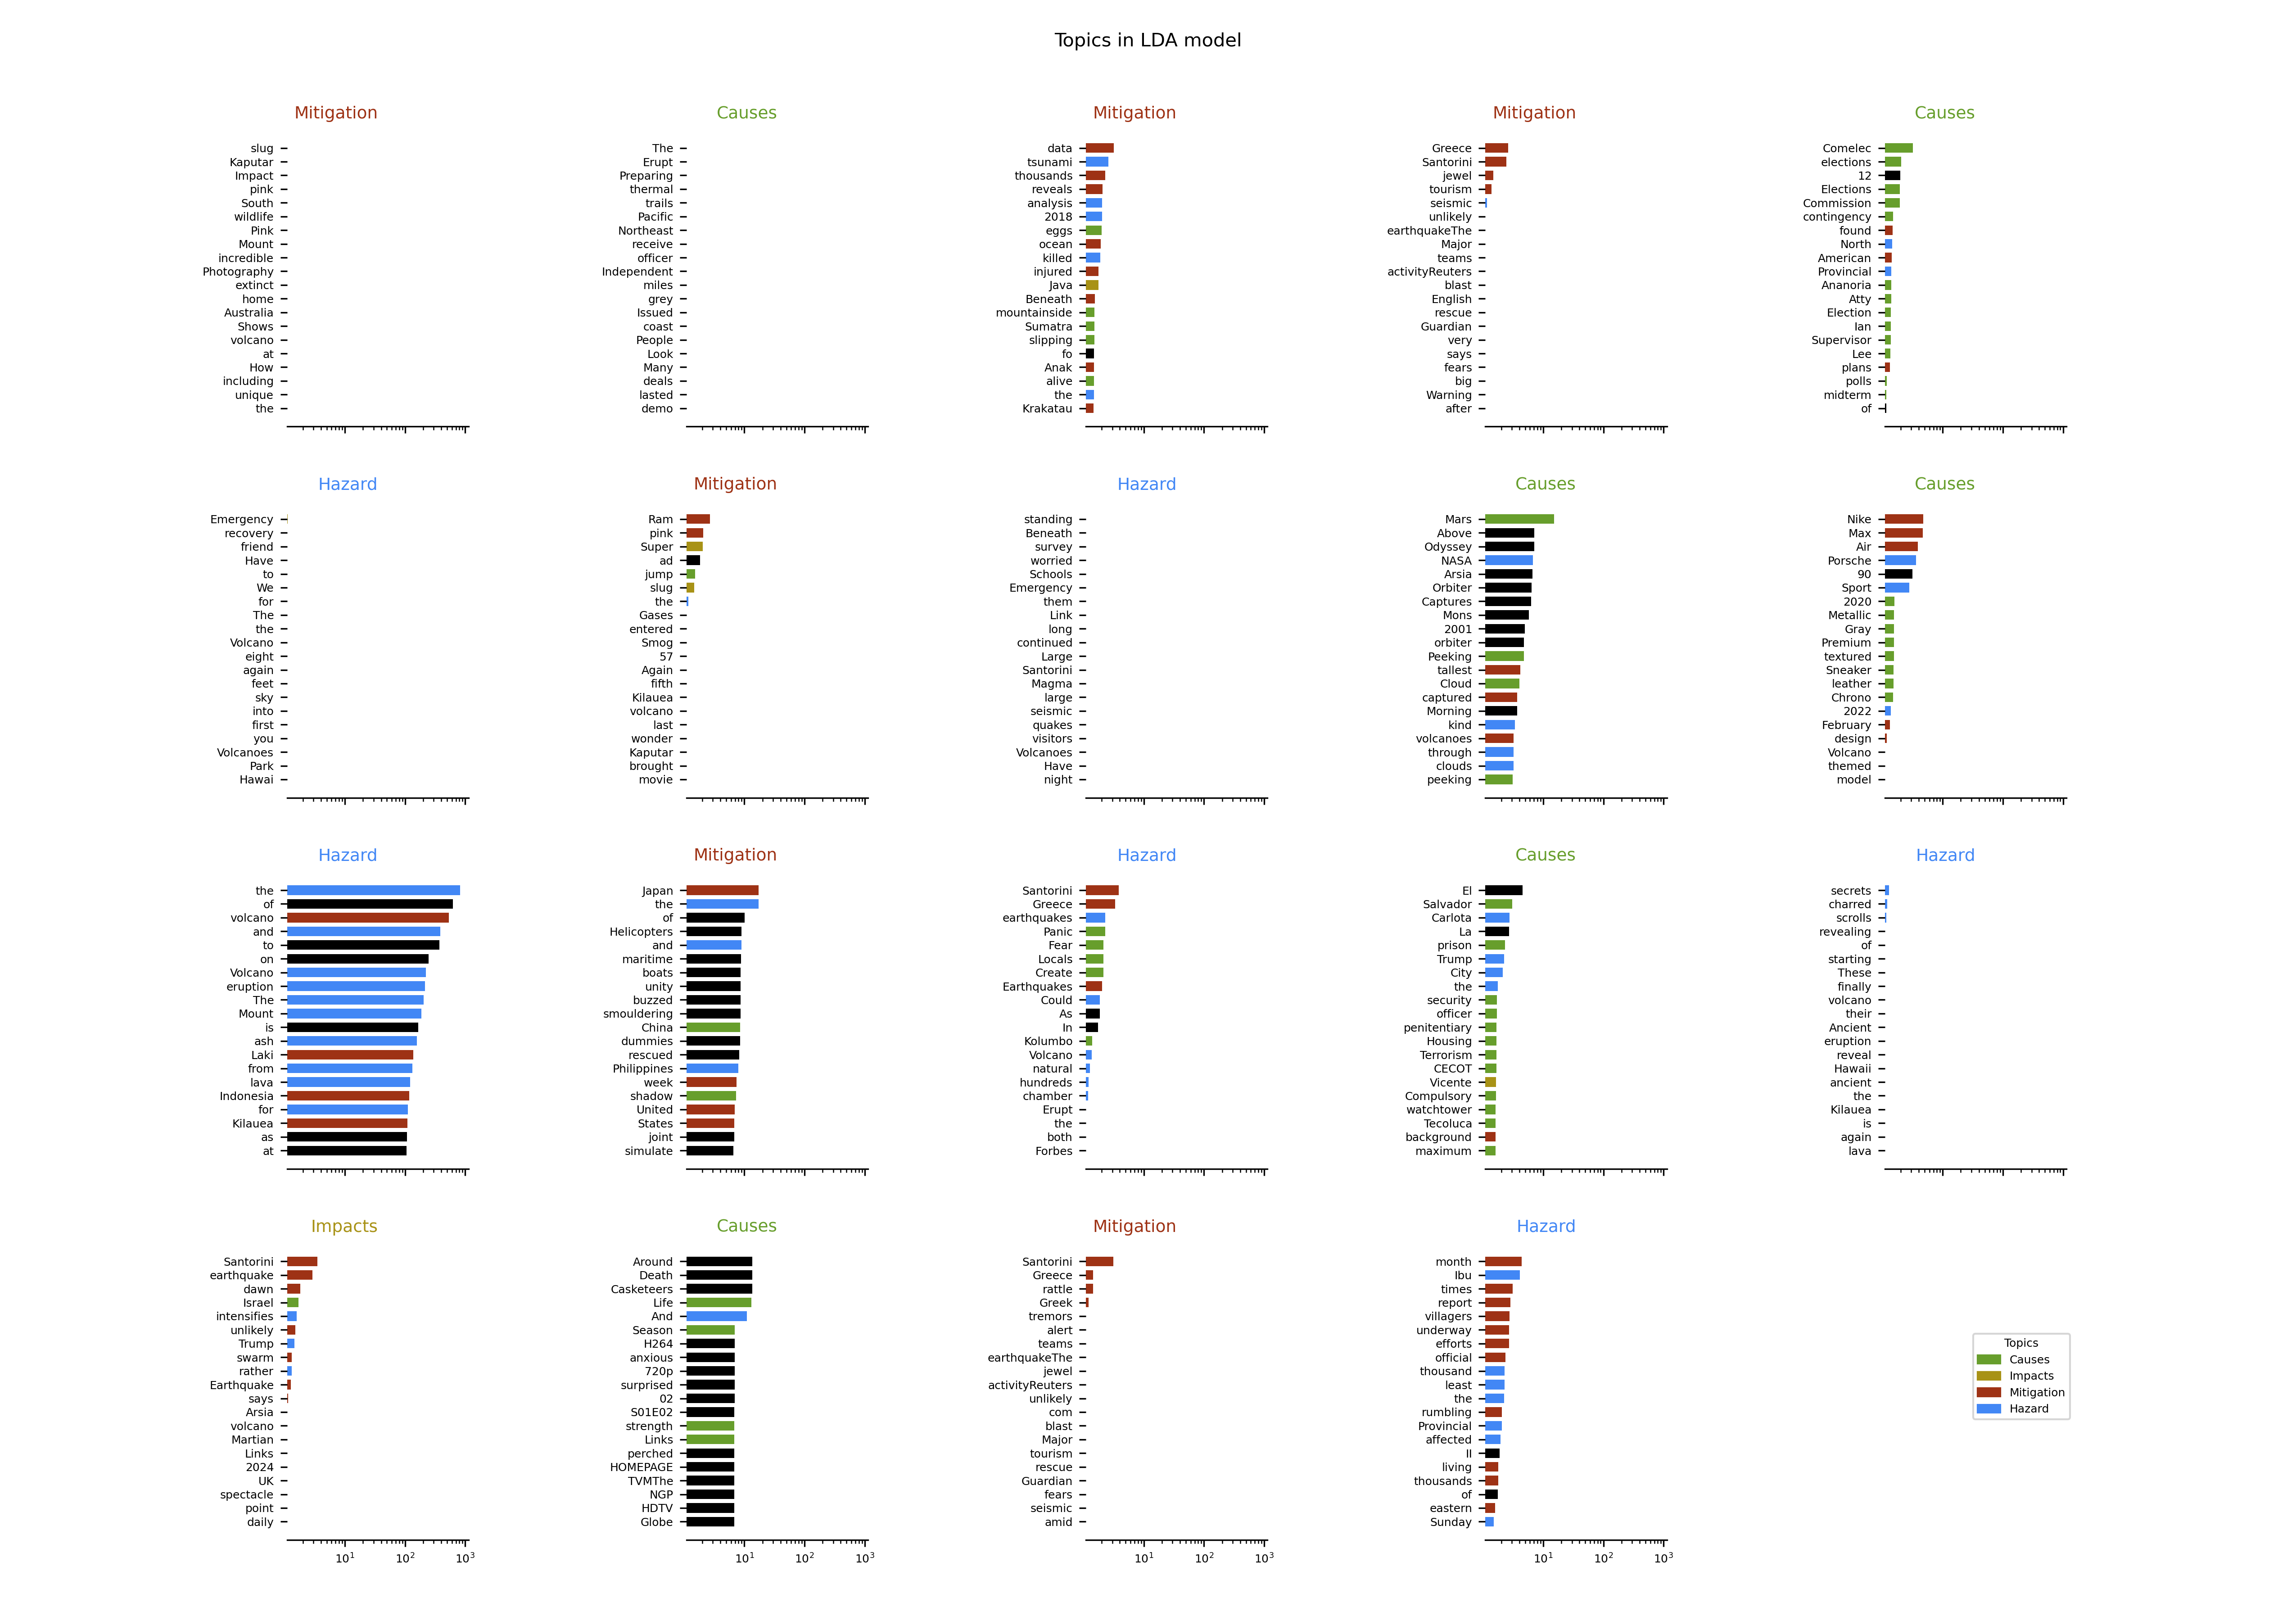 Topics in LDA model
Mitigation
slug
Kaputar
Impact
pink
South
wildlife
Pink
Mount
incredible
Photography
extinct
home
Australia
Shows
volcano
at
How
including
unique
the
Causes
The
Erupt
Preparing
thermal
trails
Pacific
Northeast
receive
officer
Independent
miles
grey
Issued
coast
People
Look
Many
deals
lasted
demo
Mitigation
data
tsunami
thousands
reveals
analysis
2018
eggs
ocean
killed
injured
Java
Beneath
mountainside
Sumatra
slipping
fo
Anak
alive
the
Krakatau
Mitigation
Greece
Santorini
jewel
tourism
seismic
unlikely
earthquakeThe
Major
teams
activityReuters
blast
English
rescue
Guardian
very
says
fears
big
Warning
after
Causes
Comelec
elections
12
Elections
Commission
contingency
found
North
American
Provincial
Ananoria
Atty
Election
Ian
Supervisor
Lee
plans
polls
midterm
of
Hazard
Emergency
recovery
friend
Have
to
We
for
The
the
Volcano
eight
again
feet
sky
into
first
you
Volcanoes
Park
Hawai
Mitigation
Ram
pink
Super
ad
jump
slug
the
Gases
entered
Smog
57
Again
fifth
Kilauea
volcano
last
wonder
Kaputar
brought
movie
Hazard
standing
Beneath
survey
worried
Schools
Emergency
them
Link
long
continued
Large
Santorini
Magma
large
seismic
quakes
visitors
Volcanoes
Have
night
Causes
Mars
Above
Odyssey
NASA
Arsia
Orbiter
Captures
Mons
2001
orbiter
Peeking
tallest
Cloud
captured
Morning
kind
volcanoes
through
clouds
peeking
Causes
Nike
Max
Air
Porsche
90
Sport
2020
Metallic
Gray
Premium
textured
Sneaker
leather
Chrono
2022
February
design
Volcano
themed
model
Hazard
the
of
volcano
and
to
on
Volcano
eruption
The
Mount
is
ash
Laki
from
lava
Indonesia
for
Kilauea
as
at
Mitigation
Japan
the
of
Helicopters
and
maritime
boats
unity
buzzed
smouldering
China
dummies
rescued
Philippines
week
shadow
United
States
joint
simulate
Hazard
Santorini
Greece
earthquakes
Panic
Fear
Locals
Create
Earthquakes
Could
As
In
Kolumbo
Volcano
natural
hundreds
chamber
Erupt
the
both
Forbes
Causes
El
Salvador
Carlota
La
prison
Trump
City
the
security
officer
penitentiary
Housing
Terrorism
CECOT
Vicente
Compulsory
watchtower
Tecoluca
background
maximum
Hazard
secrets
charred
scrolls
revealing
of
starting
These
finally
volcano
their
Ancient
eruption
reveal
Hawaii
ancient
the
Kilauea
is
again
lava
Impacts
Santorini
earthquake
dawn
Israel
intensifies
unlikely
Trump
swarm
rather
Earthquake
says
Arsia
volcano
Martian
Links
2024
UK
spectacle
point
daily
10¹ 10² 10³
Causes
Around
Death
Casketeers
Life
And
Season
H264
anxious
720p
surprised
02
S01E02
strength
Links
perched
HOMEPAGE
TVMThe
NGP
HDTV
Globe
10¹ 10² 10³
Mitigation
Santorini
Greece
rattle
Greek
tremors
alert
teams
earthquakeThe
jewel
activityReuters
unlikely
com
blast
Major
tourism
rescue
Guardian
fears
seismic
amid
10¹ 10² 10³
Hazard
month
Ibu
times
report
villagers
underway
efforts
official
thousand
least
the
rumbling
Provincial
affected
II
living
thousands
of
eastern
Sunday
10¹ 10² 10³
Topics
Causes
Impacts
Mitigation
Hazard